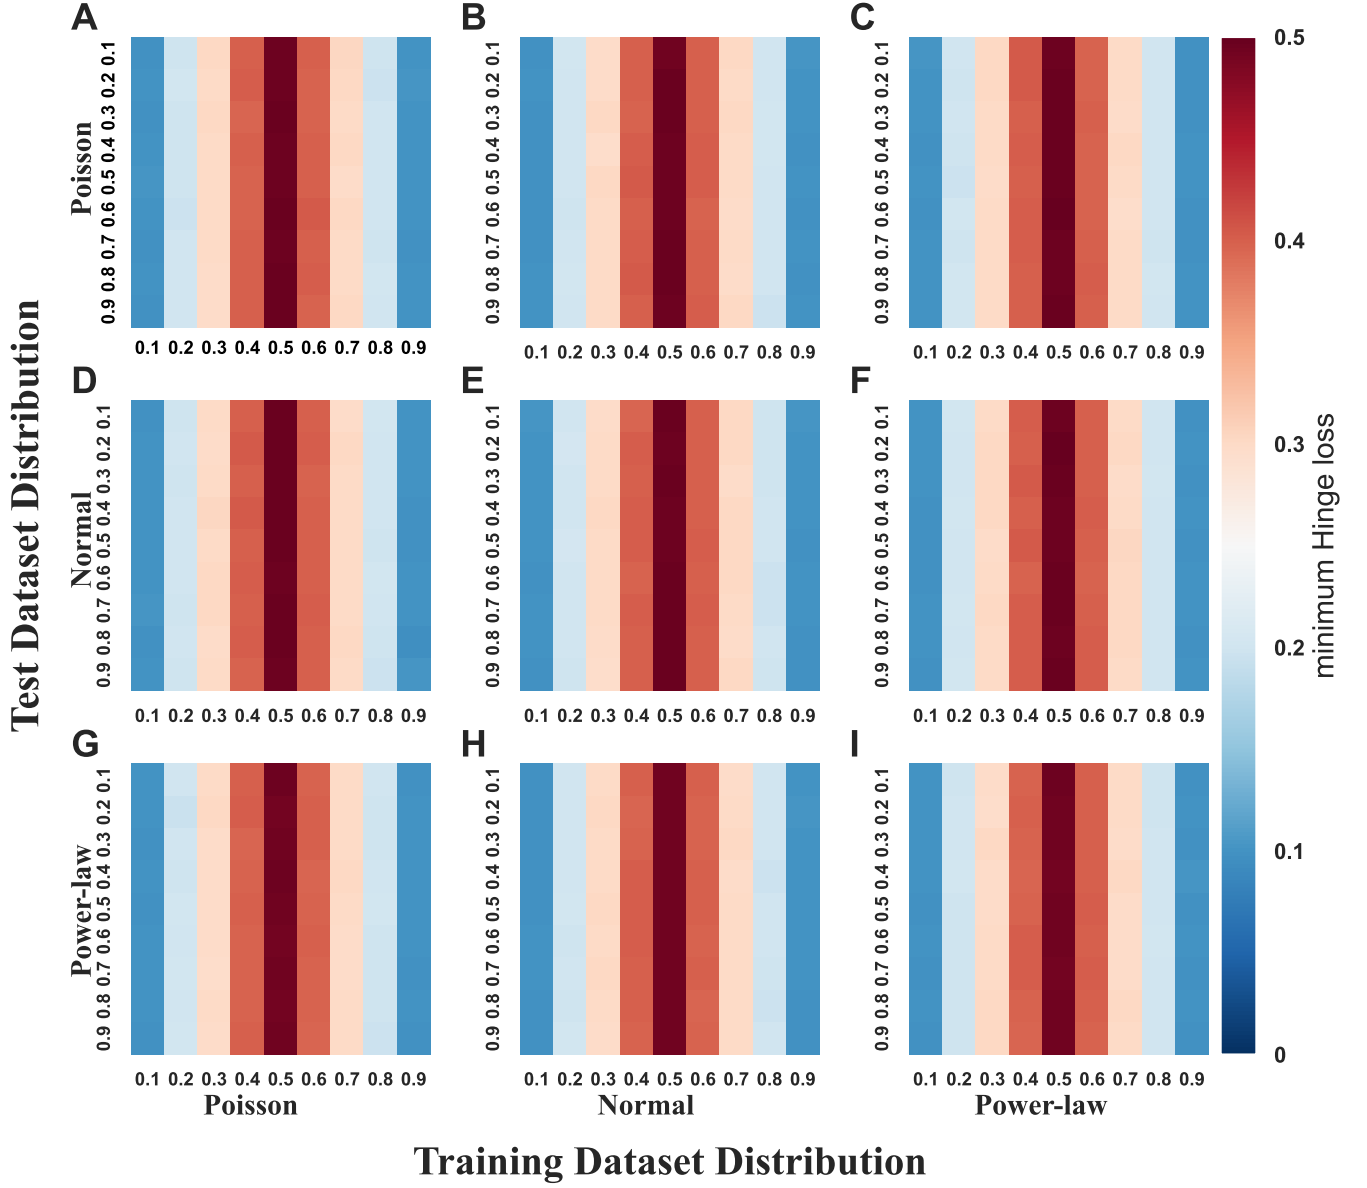 A
B
C
0.1 0.2 0.3 0.4 0.5 0.6 0.7 0.8 0.9
0.1 0.2 0.3 0.4 0.5 0.6 0.7 0.8 0.9
0.1 0.2 0.3 0.4 0.5 0.6 0.7 0.8 0.9
Poisson
0.1 0.2 0.3 0.4 0.5 0.6 0.7 0.8 0.9
0.1 0.2 0.3 0.4 0.5 0.6 0.7 0.8 0.9
0.1 0.2 0.3 0.4 0.5 0.6 0.7 0.8 0.9
D
E
F
0.1 0.2 0.3 0.4 0.5 0.6 0.7 0.8 0.9
0.1 0.2 0.3 0.4 0.5 0.6 0.7 0.8 0.9
0.1 0.2 0.3 0.4 0.5 0.6 0.7 0.8 0.9
Normal
0.1 0.2 0.3 0.4 0.5 0.6 0.7 0.8 0.9
0.1 0.2 0.3 0.4 0.5 0.6 0.7 0.8 0.9
0.1 0.2 0.3 0.4 0.5 0.6 0.7 0.8 0.9
G
H
I
0.1 0.2 0.3 0.4 0.5 0.6 0.7 0.8 0.9
0.1 0.2 0.3 0.4 0.5 0.6 0.7 0.8 0.9
0.1 0.2 0.3 0.4 0.5 0.6 0.7 0.8 0.9
Power-law
0.1 0.2 0.3 0.4 0.5 0.6 0.7 0.8 0.9
0.1 0.2 0.3 0.4 0.5 0.6 0.7 0.8 0.9
0.1 0.2 0.3 0.4 0.5 0.6 0.7 0.8 0.9
Poisson
Normal
Power-law
Test Dataset Distribution
Training Dataset Distribution
0.5
0.4
0.3
0.2
0.1
0
minimum Hinge loss